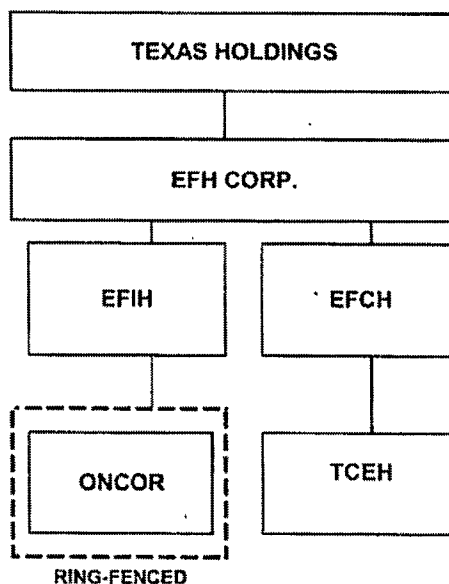 TEXAS HOLDINGS
EFH CORP.
EFIH
EFCH
ONCOR
TCEH
RING-FENCED